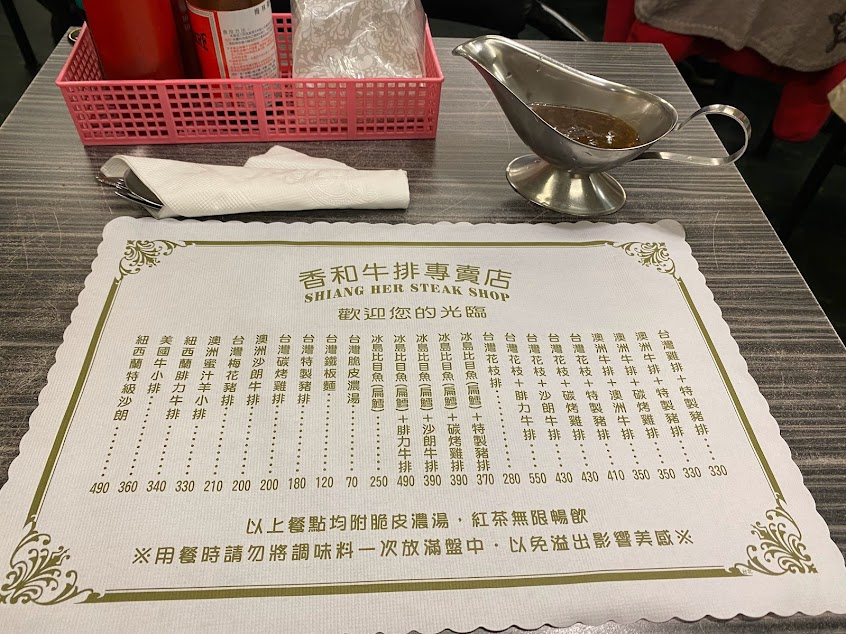 香和牛排專賣店
SHIANG HER STEAK SHOP
歡迎您的光臨
台灣雞排+特製豬排 330
澳洲牛排+特製豬排 330
澳洲牛排+碳烤雞排 350
澳洲牛排+澳洲牛排 350
台灣花枝+特製豬排 410
台灣花枝+碳烤雞排 430
台灣花枝+沙朗牛排 430
台灣花枝+腓力牛排 550
台灣花枝排 280
冰島比目魚(扁鱈)+特製豬排 370
冰島比目魚(扁鱈)+碳烤雞排 390
冰島比目魚(扁鱈)+沙朗牛排 390
冰島比目魚(扁鱈)+腓力牛排 490
冰島比目魚(扁鱈) 250
台灣脆皮濃湯 70
台灣鐵板麵 120
台灣特製豬排 180
台灣碳烤雞排 200
澳洲沙朗牛排 200
台灣梅花豬排 210
澳洲蜜汁羊小排 330
紐西蘭腓力牛排 340
美國牛小排 360
紐西蘭特級沙朗 490
以上餐點均附脆皮濃湯，紅茶無限暢飲
※用餐時請勿將調味料一次放滿盤中，以免溢出影響美感※